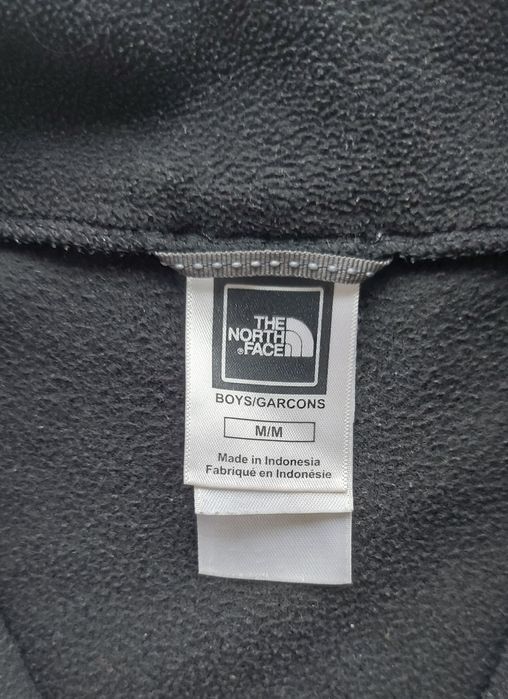 THE
NORTH
FACE
®
BOYS/GARCONS
M/M
Made in Indonesia
Fabriqué en Indonésie